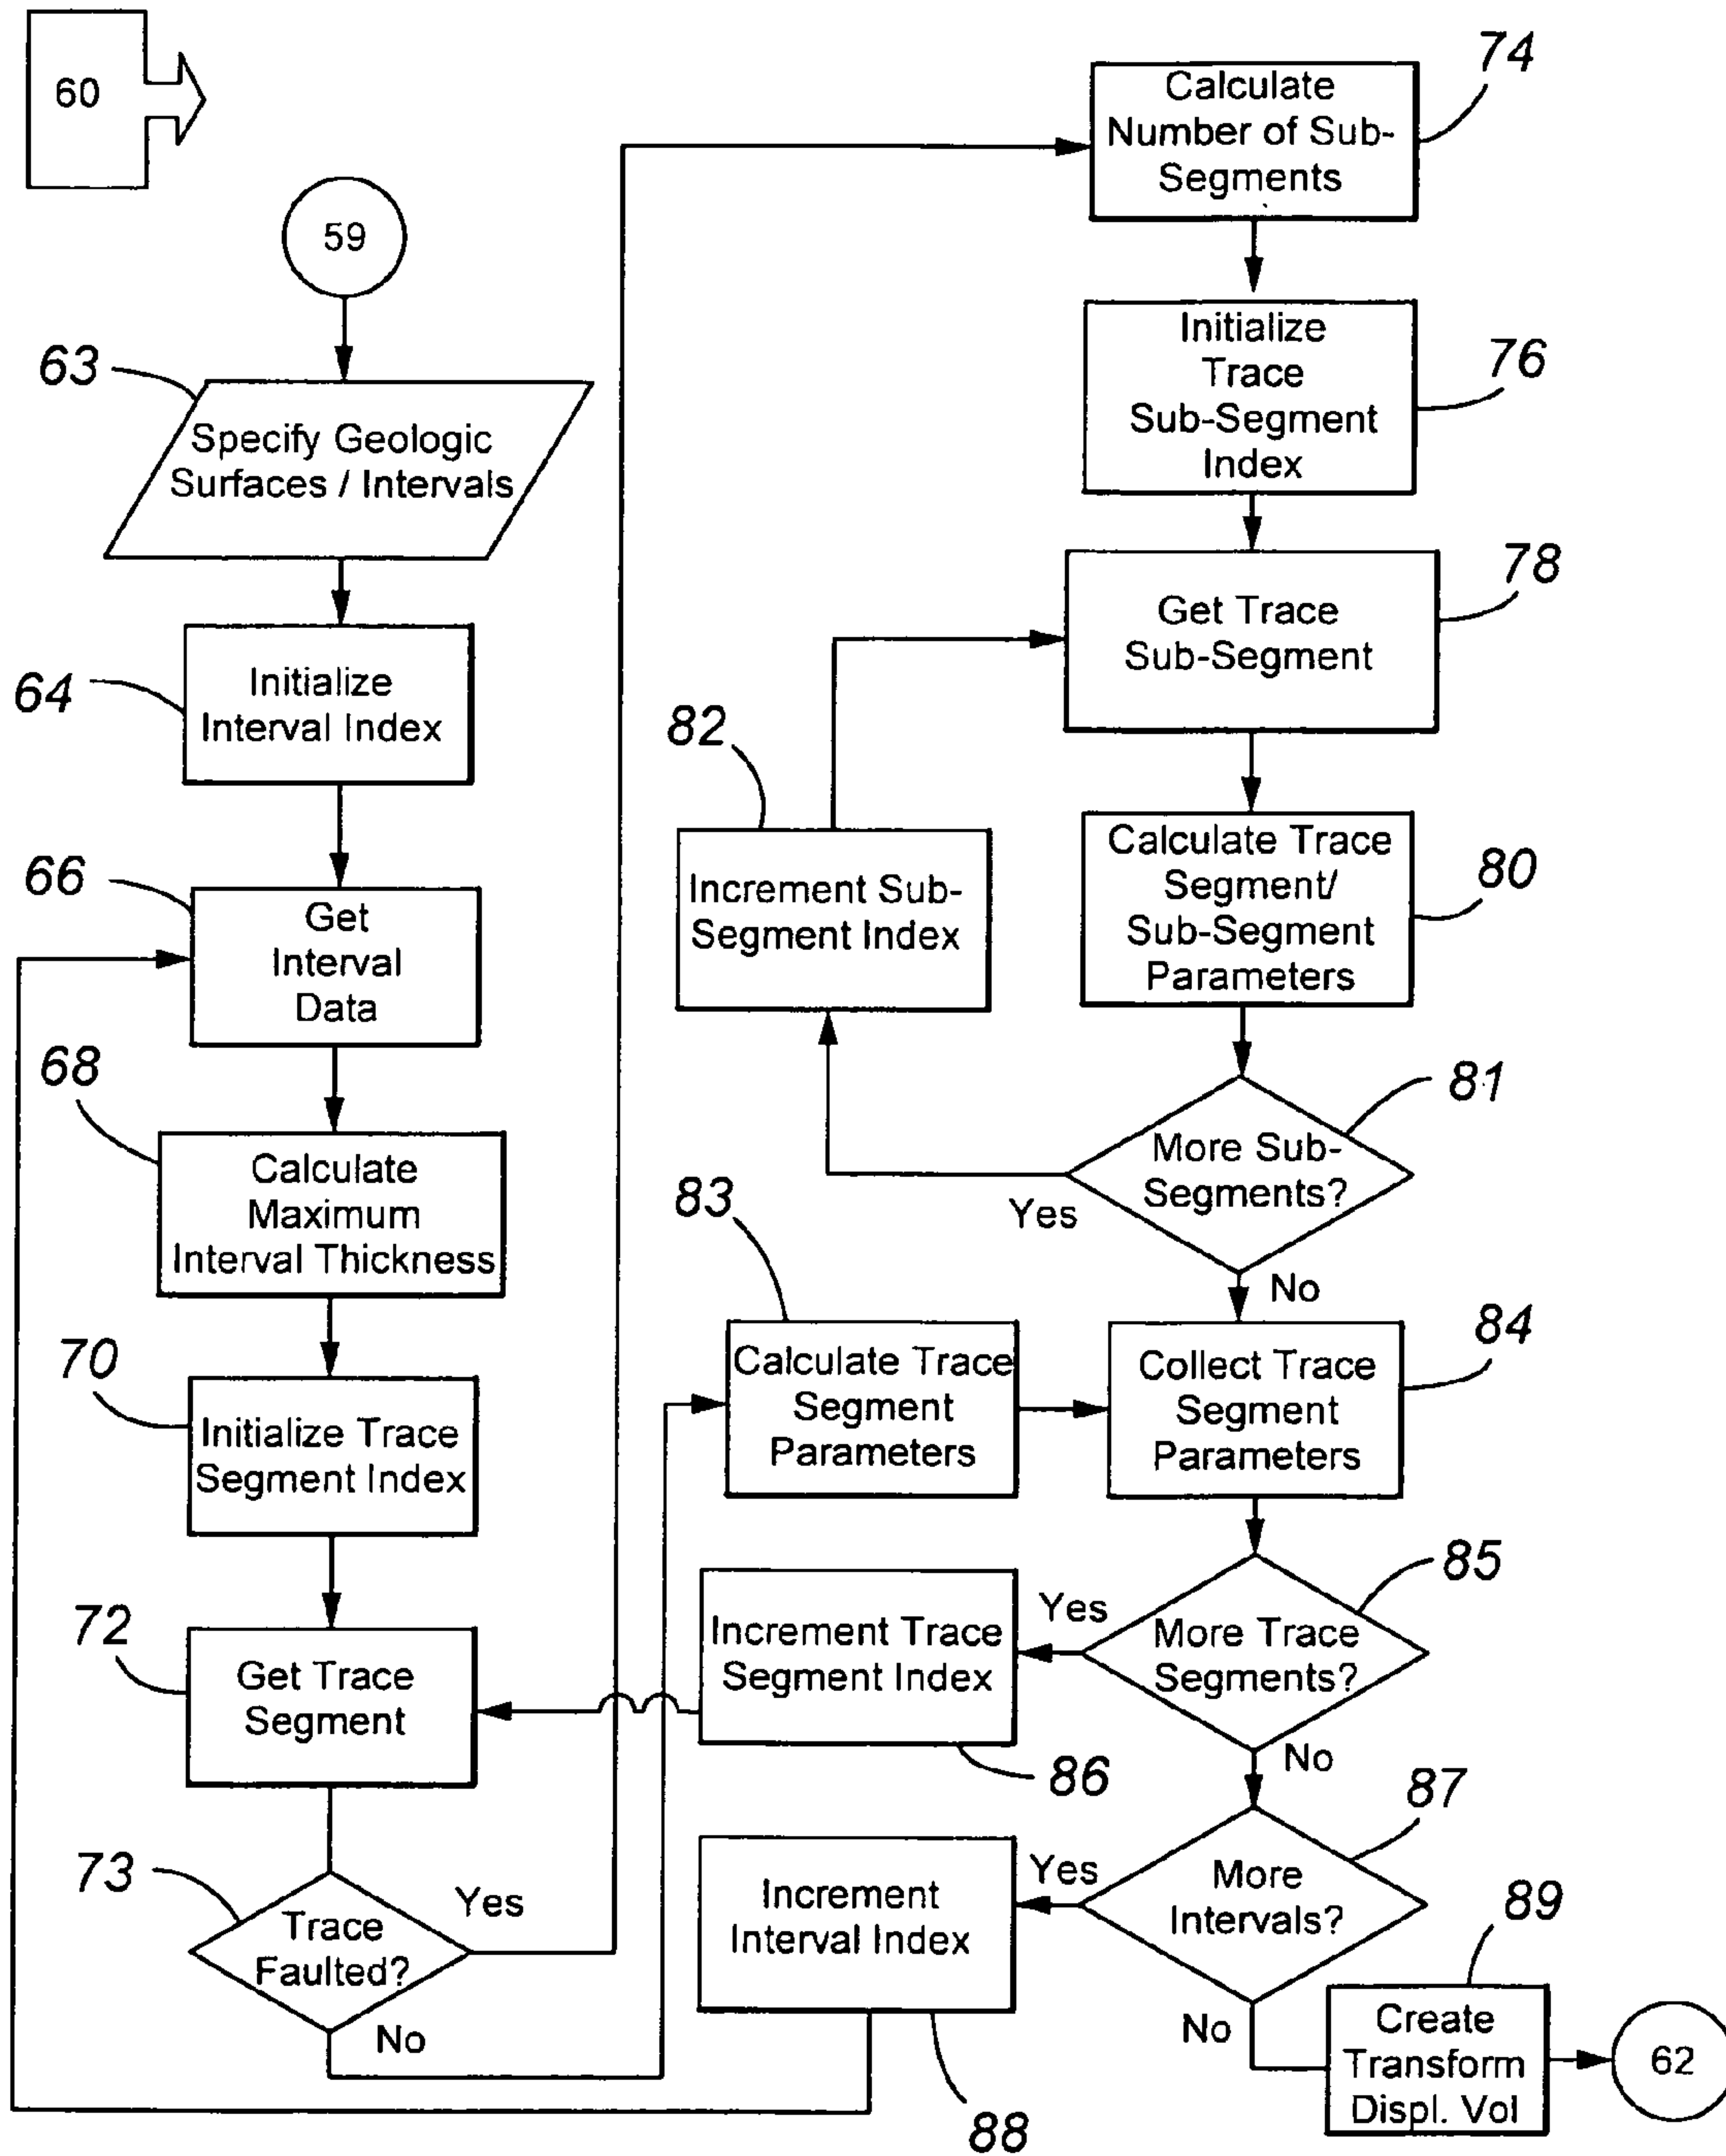 60
59
63
Specify Geologic
Surfaces / Intervals
64
Initialize
Interval Index
66
Get
Interval
Data
68
Calculate
Maximum
Interval Thickness
70
Initialize Trace
Segment Index
72
Get Trace
Segment
73
Trace
Faulted?
Yes
No
74
Calculate
Number of Sub-
Segments
76
Initialize
Trace
Sub-Segment
Index
78
Get Trace
Sub-Segment
80
Calculate Trace
Segment/
Sub-Segment
Parameters
81
More Sub-
Segments?
Yes
No
82
Increment Sub-
Segment Index
83
Calculate Trace
Segment
Parameters
84
Collect Trace
Segment
Parameters
85
More Trace
Segments?
Yes
No
Increment Trace
Segment Index
86
87
More
Intervals?
Yes
No
Increment
Interval Index
88
89
Create
Transform
Displ. Vol
62